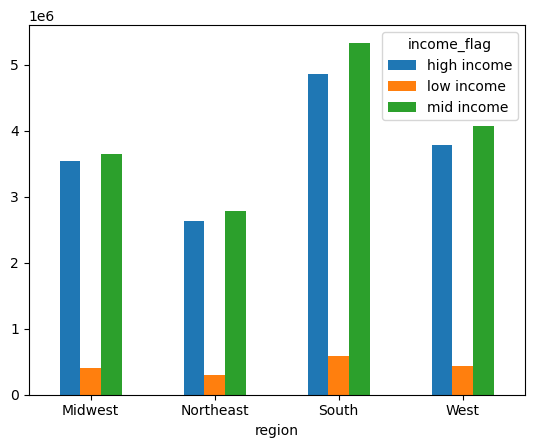 1e6
income_flag
high income
low income
mid income
5
4
3
2
1
0
Midwest Northeast South West
region